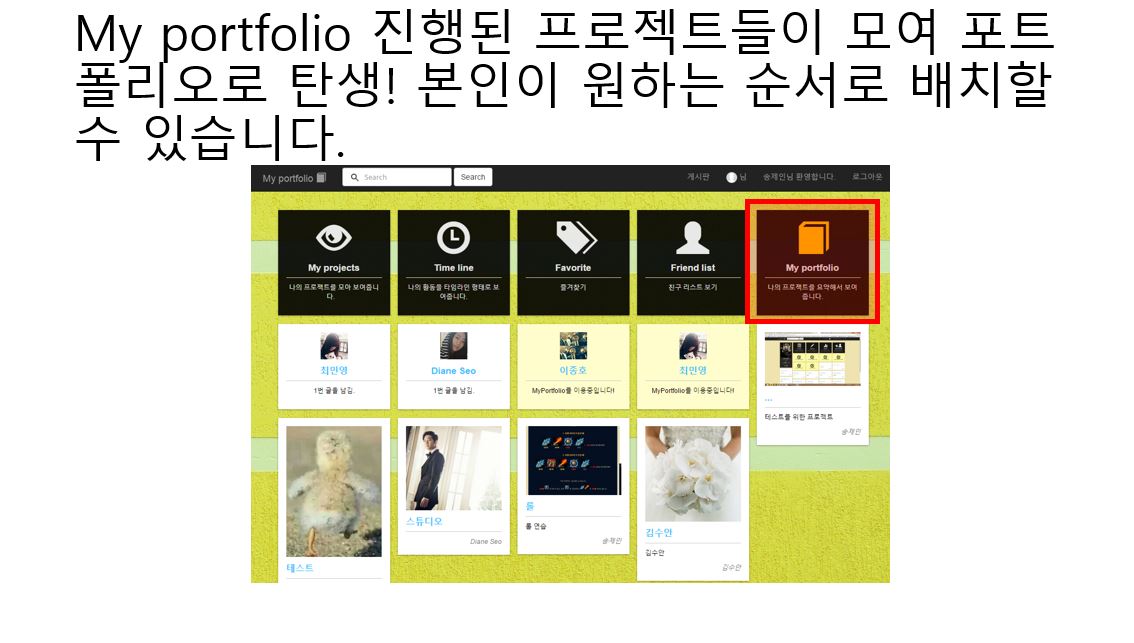 My portfolio 진행된 프로젝트들이 모여 포트
폴리오로 탄생! 본인이 원하는 순서로 배치할
수 있습니다.
My portfolio
Search
Search
게시판
님
송제인님 환영합니다.
로그아웃
My projects
나의 프로젝트를 모아 보여줍니
다.
Time line
나의 활동을 타임라인 형태로 보
여줍니다.
Favorite
즐겨찾기
Friend list
친구 리스트 보기
My portfolio
나의 프로젝트를 요약해서 보여
줍니다.
최만영
1번 글을 남김.
Diane Seo
1번 글을 남김.
이종호
MyPortfolio를 이용중입니다!
최만영
MyPortfolio를 이용중입니다!
...
테스트를 위한 프로젝트
송제인
테스트
스튜디오
Diane Seo
롤
롤 연습
송제인
김수안
김수안
김수안